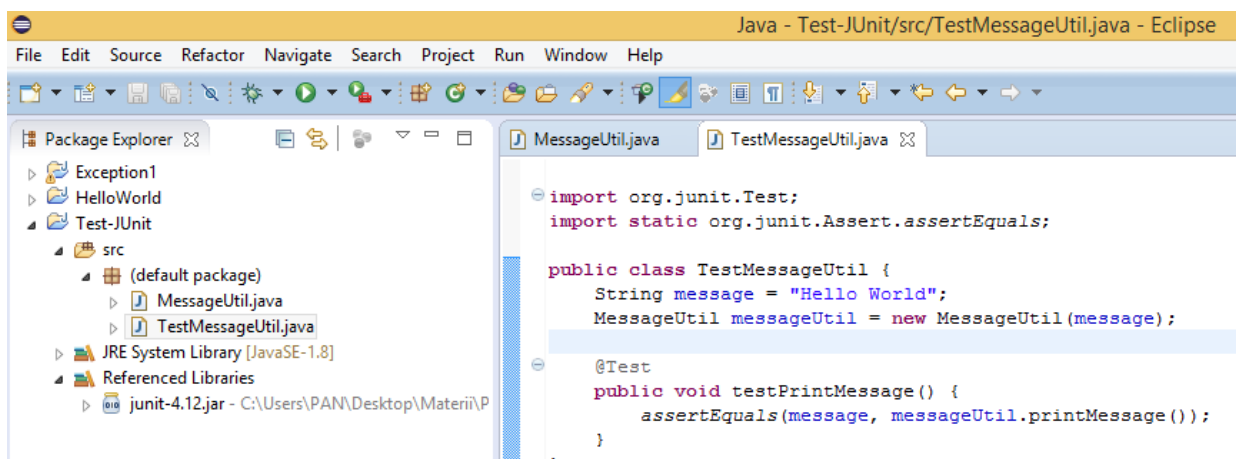 Java - Test-JUnit/src/TestMessageUtil.java - Eclipse
File Edit Source Refactor Navigate Search Project Run Window Help
Package Explorer
Exception1
HelloWorld
Test-JUnit
src
(default package)
MessageUtil.java
TestMessageUtil.java
JRE System Library [JavaSE-1.8]
Referenced Libraries
junit-4.12.jar - C:\Users\PAN\Desktop\Materii\P
MessageUtil.java TestMessageUtil.java
import org.junit.Test;
import static org.junit.Assert.assertEquals;
public class TestMessageUtil {
String message = "Hello World";
MessageUtil messageUtil = new MessageUtil(message);
@Test
public void testPrintMessage() {
assertEquals(message, messageUtil.printMessage());
}